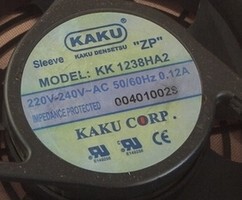 KAKU
KAKU DENSETSU
Sleeve "ZP"
MODEL: KK 1238HA2
220V-240V~AC 50/60Hz 0.12A
IMPEDANCE PROTECTED 004010028
KAKU CORP.